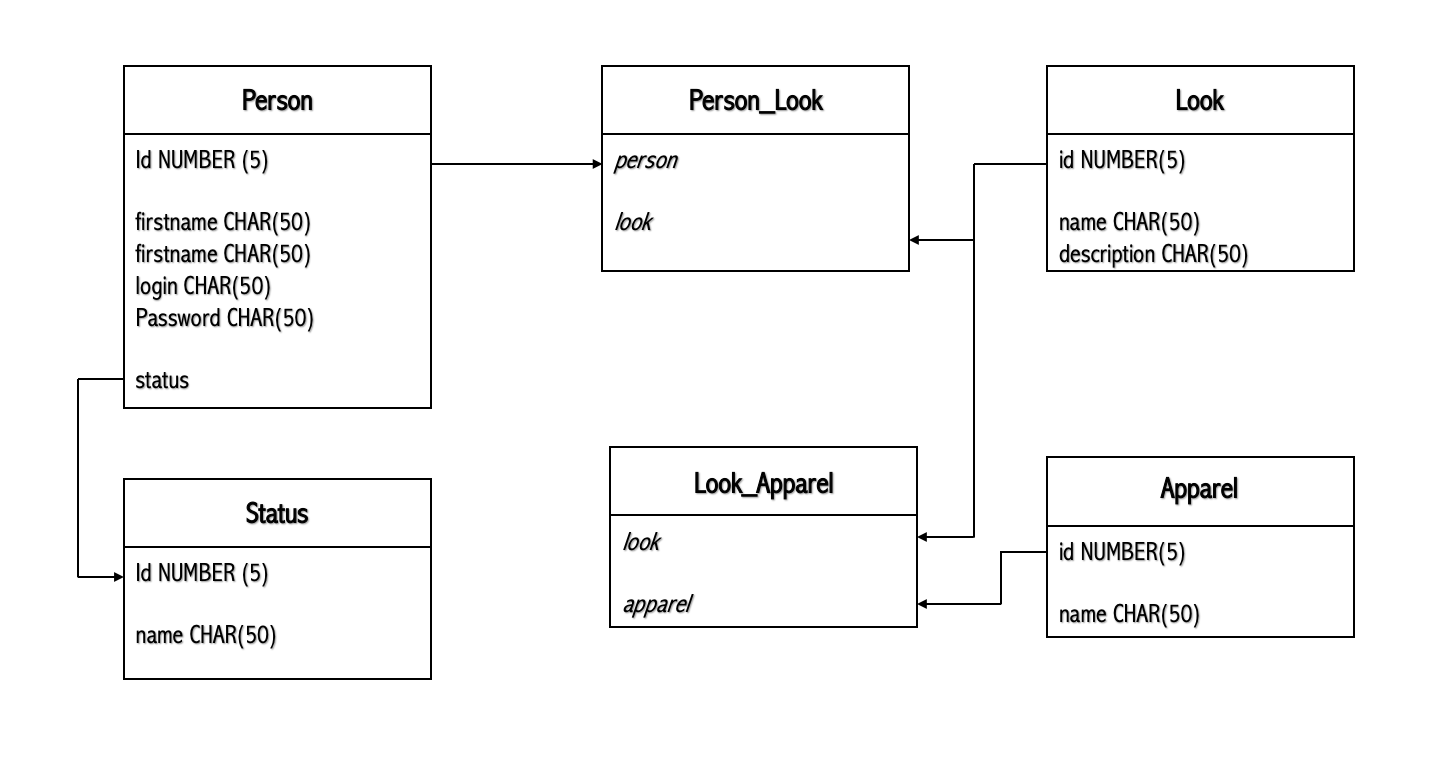 Person
Id NUMBER (5)
firstname CHAR(50)
firstname CHAR(50)
login CHAR(50)
Password CHAR(50)
status
Person_Look
person
look
Look
id NUMBER(5)
name CHAR(50)
description CHAR(50)
Status
Id NUMBER (5)
name CHAR(50)
Look_Apparel
look
apparel
Apparel
id NUMBER(5)
name CHAR(50)